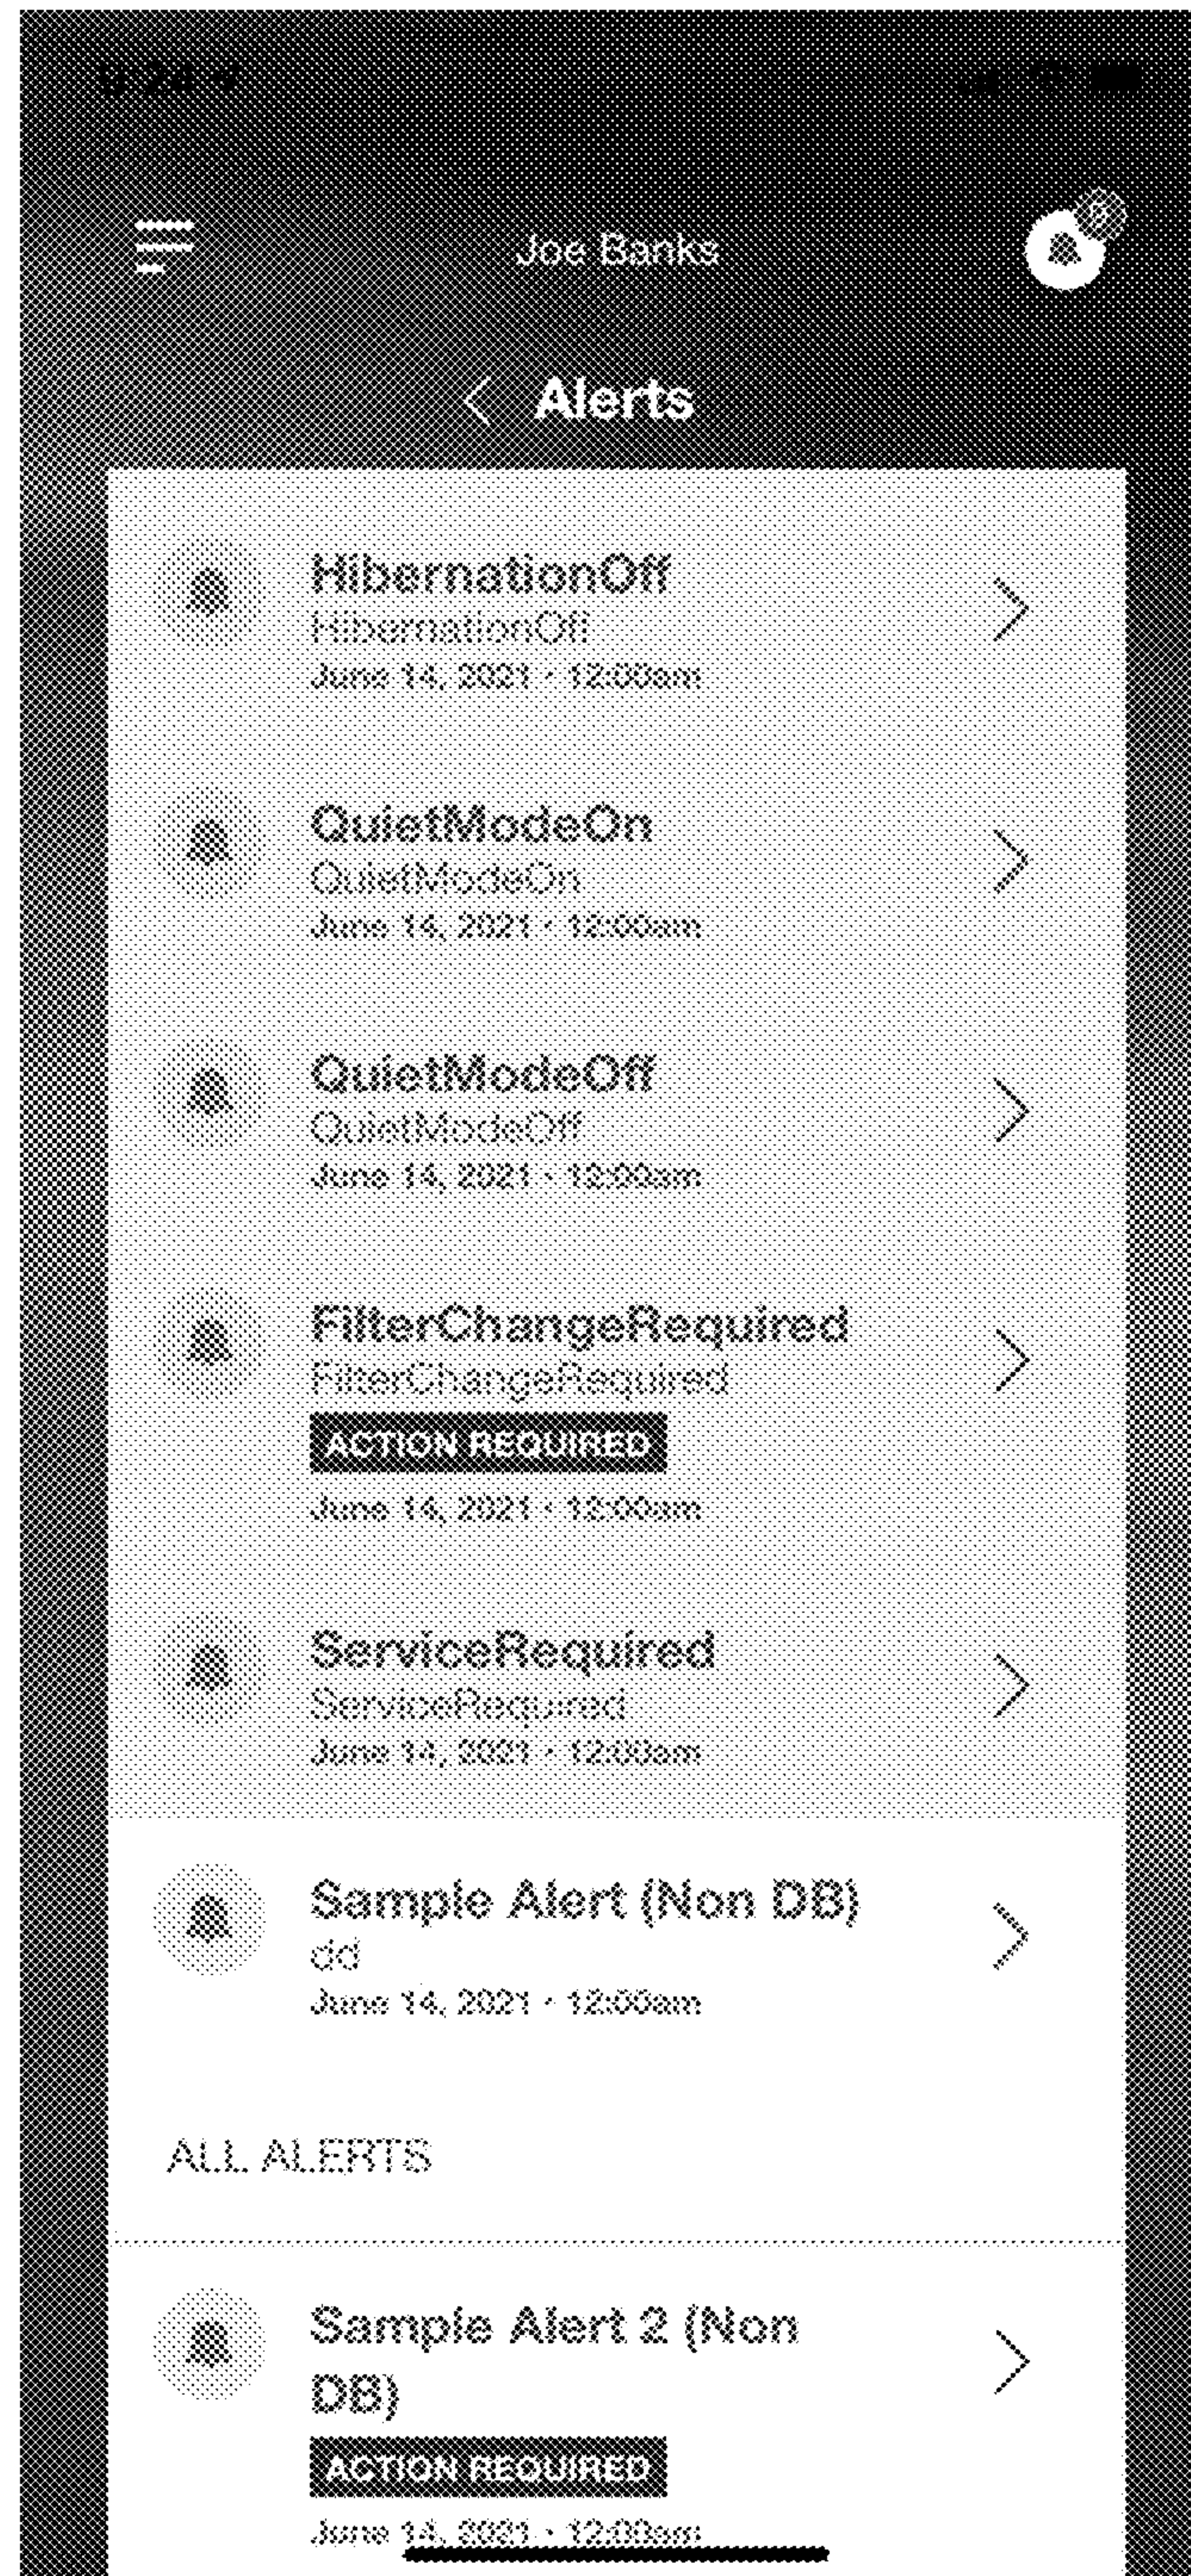 Joe Banks
Alerts
HibernationOff
HibernationOff
June 14, 2021 · 12:00am
QuietModeOn
QuietModeOn
June 14, 2021 · 12:00am
QuietModeOff
QuietModeOff
June 14, 2021 · 12:00am
FilterChangeRequired
FilterChangeRequired
ACTION REQUIRED
June 14, 2021 · 12:00am
ServiceRequired
ServiceRequired
June 14, 2021 · 12:00am
Sample Alert (Non DB)
dd
June 14, 2021 · 12:00am
ALL ALERTS
Sample Alert 2 (Non
DB)
ACTION REQUIRED
June 14, 2021 · 12:00am